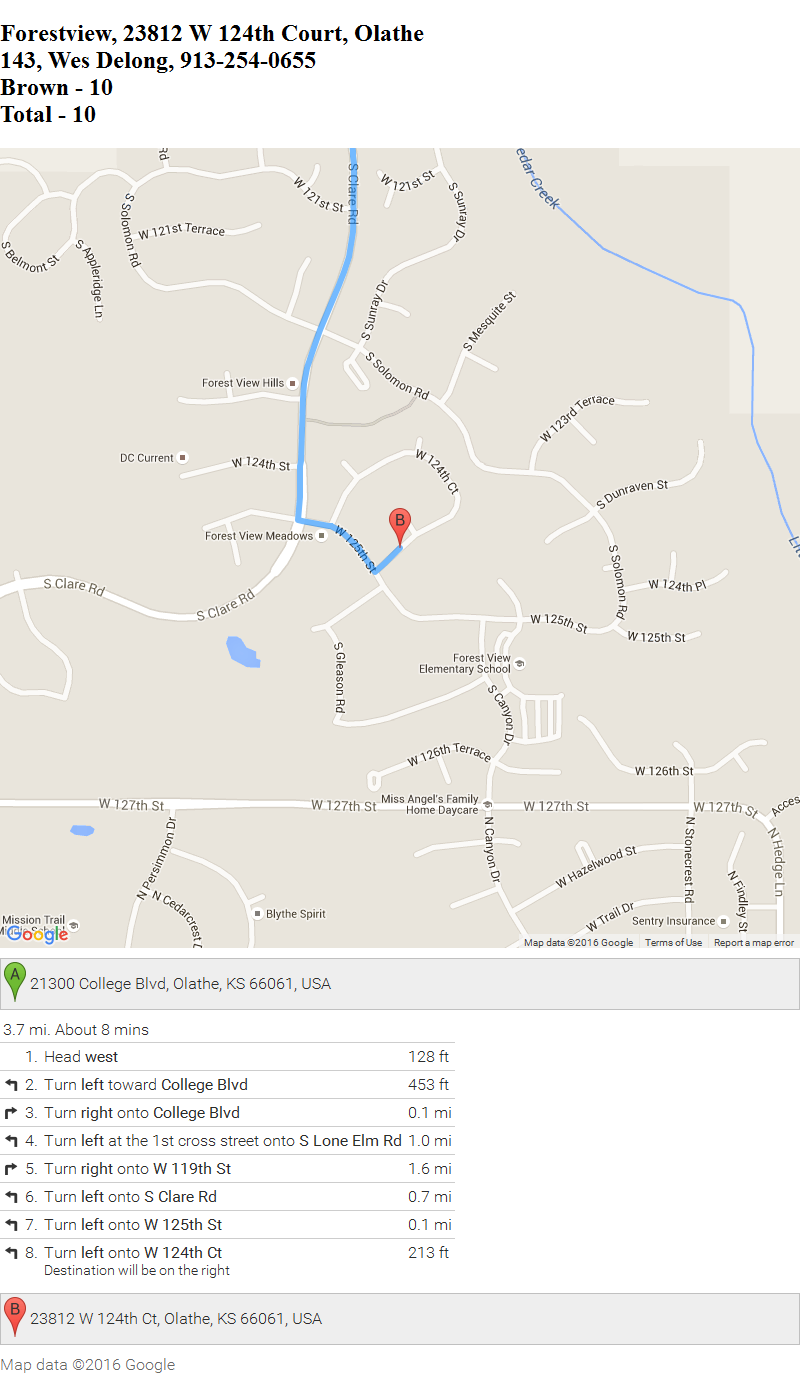 Forestview, 23812 W 124th Court, Olathe
143, Wes Delong, 913-254-0655
Brown - 10
Total - 10
Rd
S Clare Rd
W 121st St
W 121st St
edar Creek
S Solomon Rd
S Sunray Dr
W 121st Terrace
S Belmont St
S Appleridge Ln
S Sunray Dr
S Mesquite St
S Solomon Rd
Forest View Hills
W 123rd Terrace
DC Current
W 124th St
W 124th Ct
S Dunraven St
B
Forest View Meadows
W 125th St
S Solomon Rd
S Clare Rd
S Clare Rd
W 124th Pl
W 125th St
W 125th St
S Gleason Rd
Forest View
Elementary School
S Canyon Dr
W 126th Terrace
W 126th St
W 127th St
W 127th St
Miss Angel's Family
Home Daycare
W 127th St
W 127th St
Acces
N Persimmon Dr
N Canyon Dr
N Stonecrest Rd
N Hedge Ln
W Hazelwood St
N Findley St
N Cedarcrest
Blythe Spirit
W Trail Dr
Sentry Insurance
Mission Trail
Google
Map data ©2016 Google Terms of Use Report a map error
A 21300 College Blvd, Olathe, KS 66061, USA
3.7 mi. About 8 mins
1. Head west 128 ft
2. Turn left toward College Blvd 453 ft
3. Turn right onto College Blvd 0.1 mi
4. Turn left at the 1st cross street onto S Lone Elm Rd 1.0 mi
5. Turn right onto W 119th St 1.6 mi
6. Turn left onto S Clare Rd 0.7 mi
7. Turn left onto W 125th St 0.1 mi
8. Turn left onto W 124th Ct 213 ft
Destination will be on the right
B 23812 W 124th Ct, Olathe, KS 66061, USA
Map data ©2016 Google